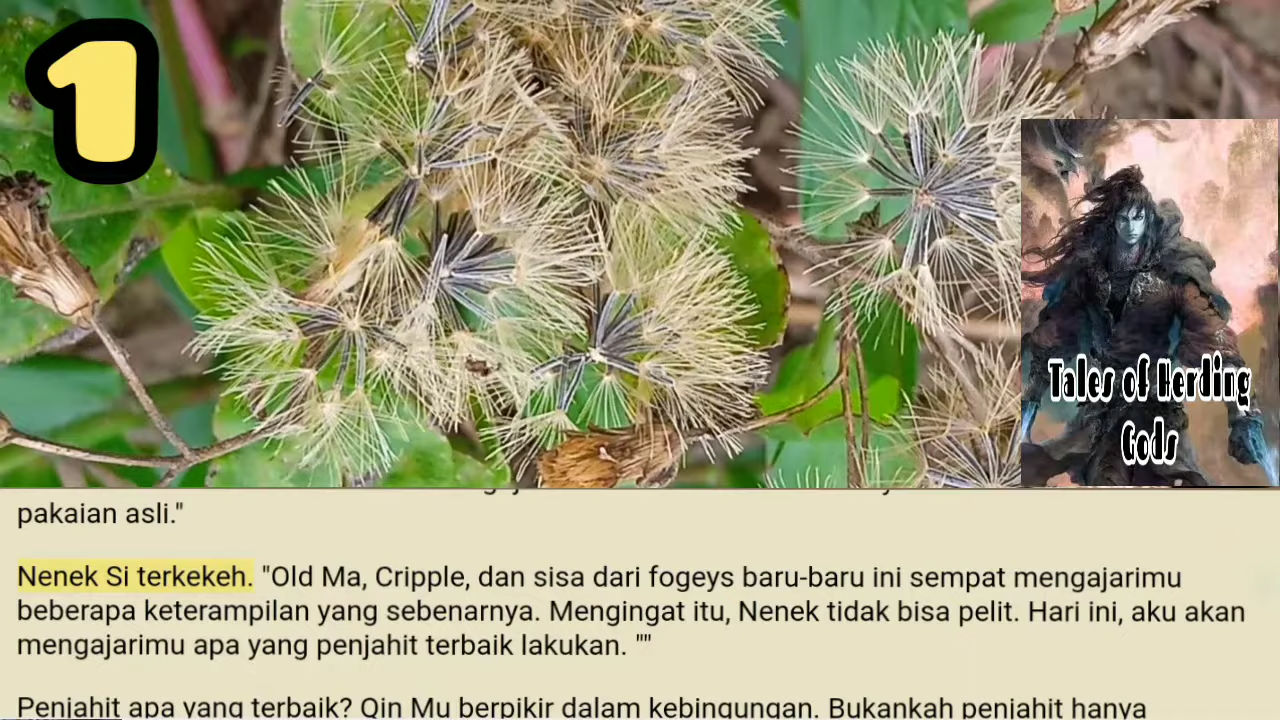 1
Tales of Herding
Gods
pakaian asli."
Nenek Si terkekeh. "Old Ma, Cripple, dan sisa dari fogeys baru-baru ini sempat mengajarimu
beberapa keterampilan yang sebenarnya. Mengingat itu, Nenek tidak bisa pelit. Hari ini, aku akan
mengajarimu apa yang penjahit terbaik lakukan. ""
Penjahit apa yang terbaik? Qin Mu berpikir dalam kebingungan. Bukankah penjahit hanya